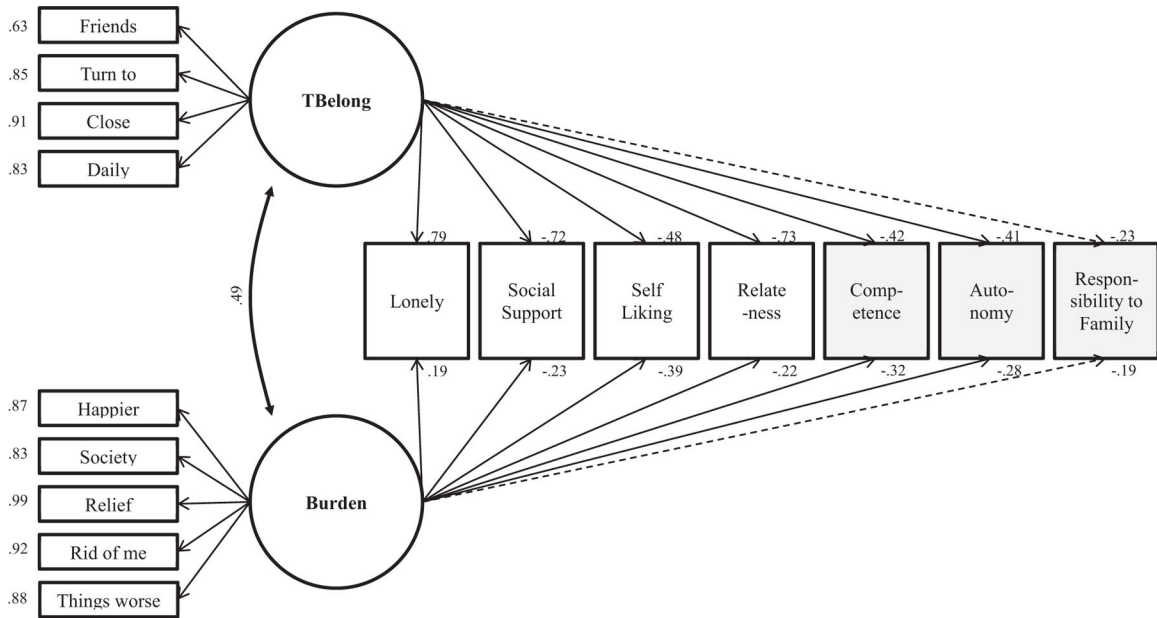 .63
Friends
.85
Turn to
.91
Close
.83
Daily
TBelong
.49
.79
-.72
-.48
-.73
-.42
-.41
-.23
Lonely
Social
Support
Self
Liking
Relate
-ness
Comp-
etence
Auto-
nomy
Respon-
sibility to
Family
.19
-.23
-.39
-.22
-.32
-.28
-.19
.87
Happier
.83
Society
.99
Relief
.92
Rid of me
.88
Things worse
Burden